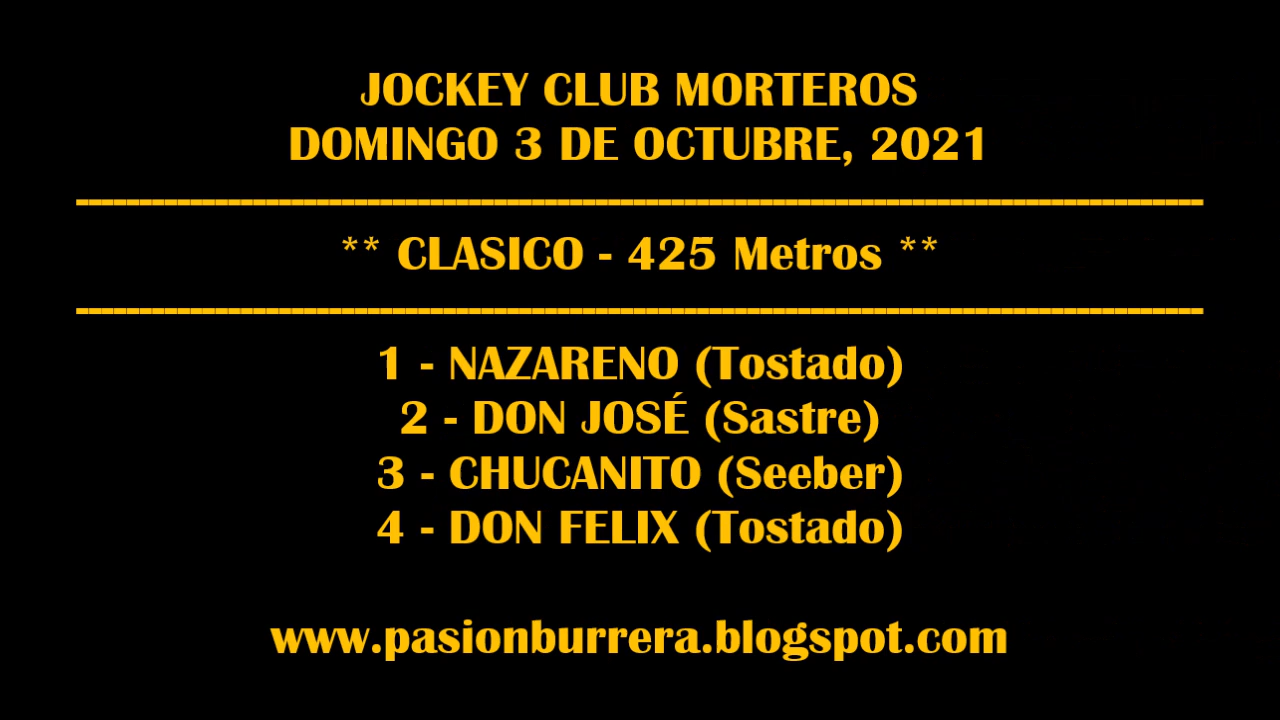 JOCKEY CLUB MORTEROS
DOMINGO 3 DE OCTUBRE, 2021
** CLASICO - 425 Metros **
1 - NAZARENO (Tostado)
2 - DON JOSÉ (Sastre)
3 - CHUCANITO (Seeber)
4 - DON FELIX (Tostado)
www.pasionburrera.blogspot.com